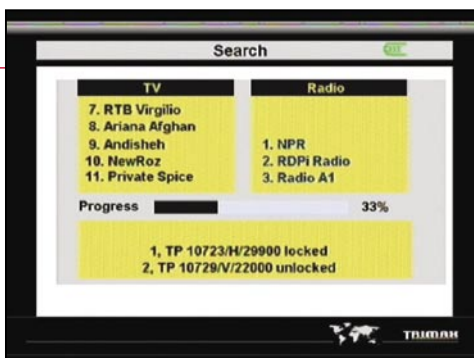 Search
TV
7. RTB Virgilio
8. Ariana Afghan
9. Andisheh
10. NewRoz
11. Private Spice
Radio
1. NPR
2. RDPi Radio
3. Radio A1
Progress
33%
1, TP 10723/H/29900 locked
2, TP 10729/V/22000 unlocked
TRIMAX